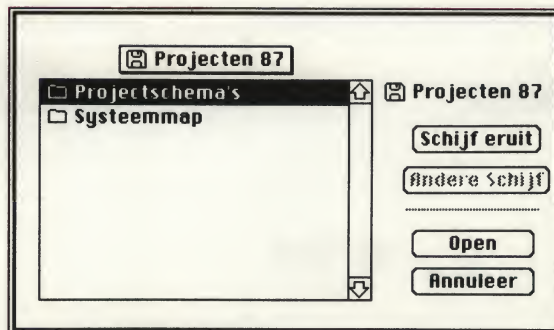 Projecten 87
Projectschema's
Systeemmap
Projecten 87
Schijf eruit
Andere Schijf
Open
Annuleer